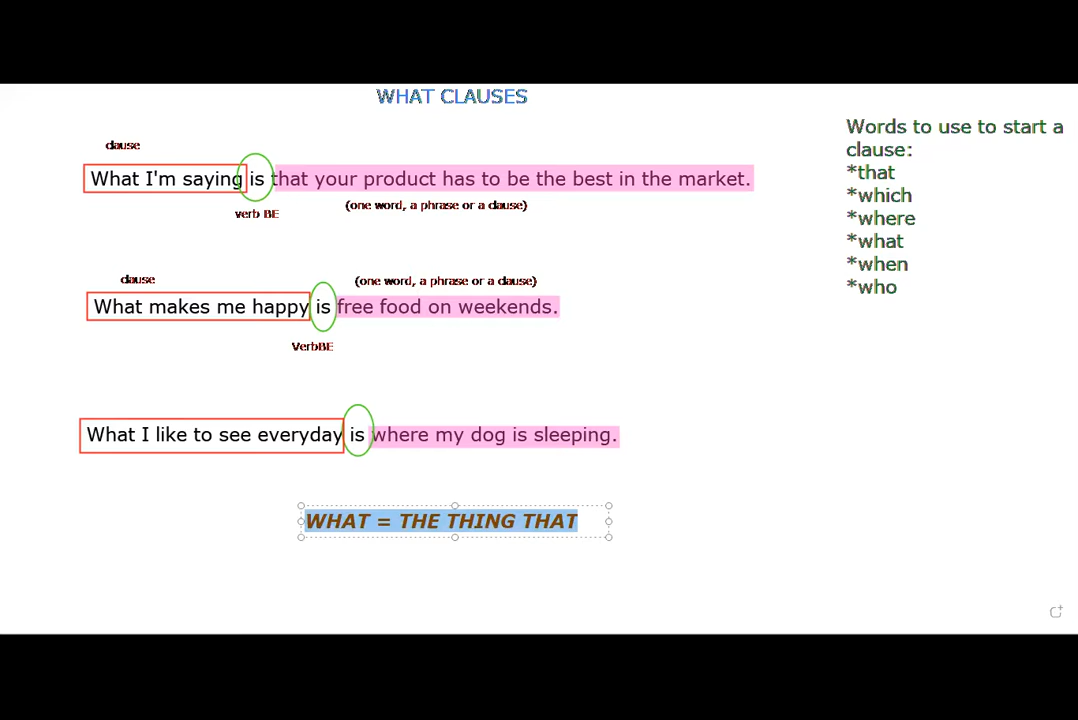 WHAT CLAUSES
clause
What I'm saying is that your product has to be the best in the market.
verb BE
(one word, a phrase or a clause)
clause
(one word, a phrase or a clause)
What makes me happy is free food on weekends.
VerbBE
What I like to see everyday is where my dog is sleeping.
WHAT = THE THING THAT
Words to use to start a
clause:
*that
*which
*where
*what
*when
*who